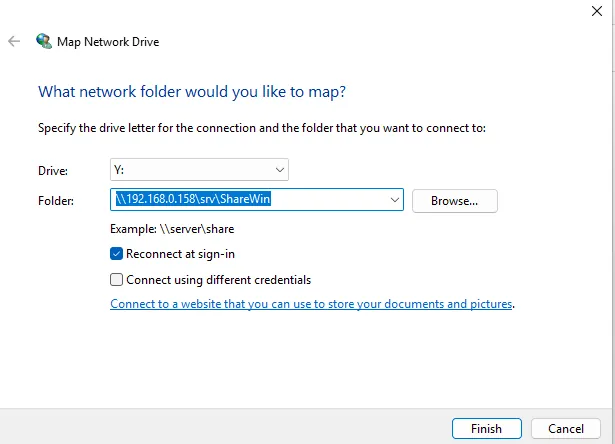 Map Network Drive
What network folder would you like to map?
Specify the drive letter for the connection and the folder that you want to connect to:
Drive: Y:
Folder: \\192.168.0.158\srv\ShareWin Browse...
Example: \\server\share
Reconnect at sign-in
Connect using different credentials
Connect to a website that you can use to store your documents and pictures.
Finish Cancel